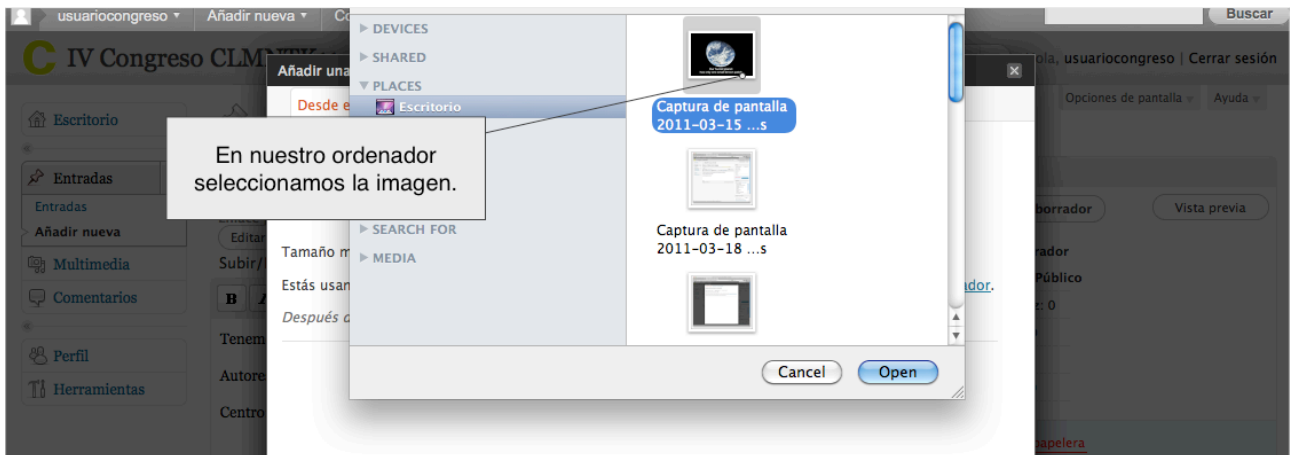 usuariocongreso Añadir nueva
Buscar
IV Congreso
usuariocongreso | Cerrar sesión
Opciones de pantalla Ayuda
Escritorio
Entradas
Entradas
Añadir nueva
Multimedia
Comentarios
Perfil
Herramientas
Editar
Subir/
B
Autore
Centro
Añadir una
Desde e
Tamaño m
Estás usan
Después d
DEVICES
SHARED
PLACES
Escritorio
SEARCH FOR
MEDIA
En nuestro ordenador
seleccionamos la imagen.
Captura de pantalla
2011-03-15 ...s
Captura de pantalla
2011-03-18 ...s
Cancel Open
borrador Vista previa
rador
Público
z: 0
ador.
papelera